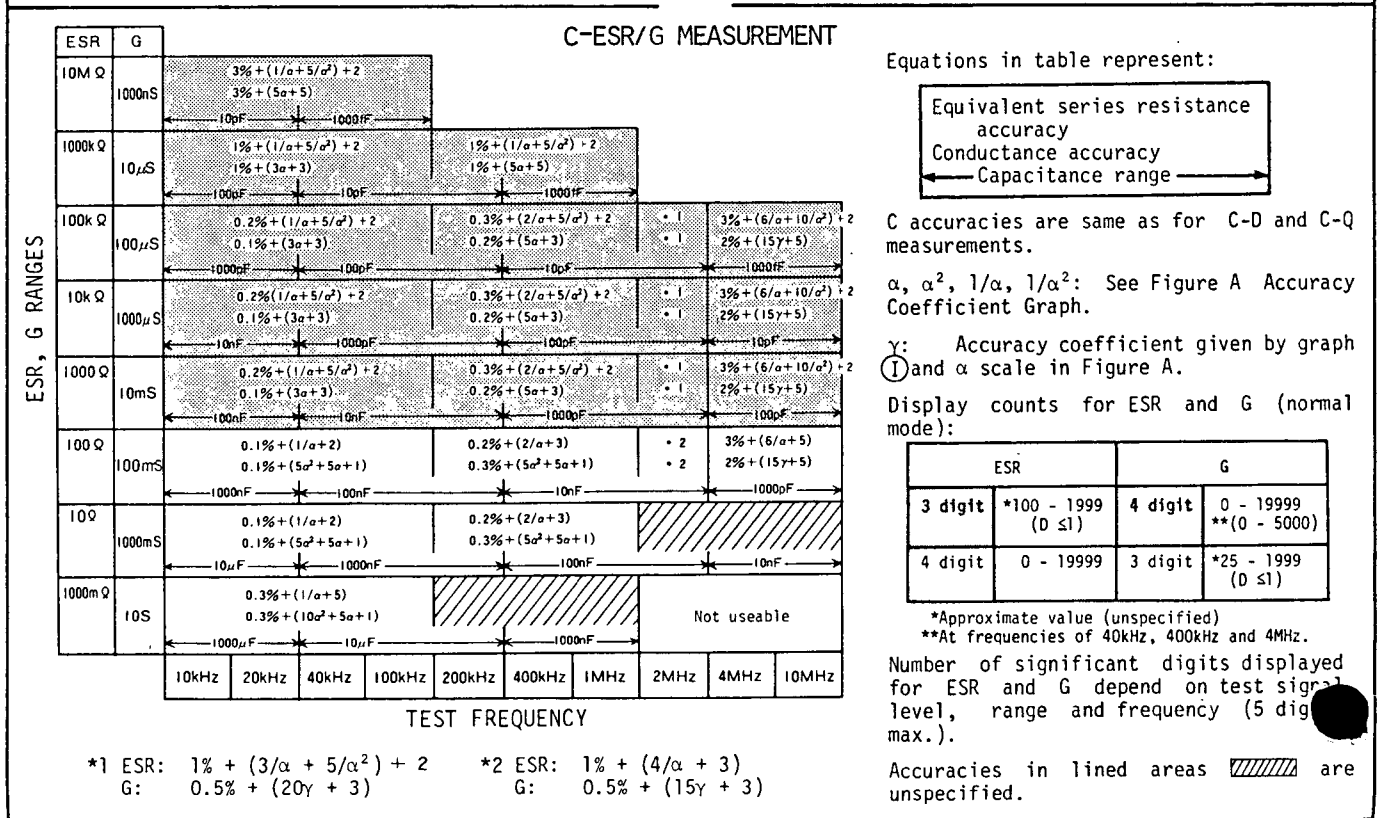 C-ESR/G MEASUREMENT
ESR G
10MΩ 1000nS
3%+(1/α+5/α²)+2
3%+(5α+5)
10pF 1000fF
1000kΩ 10μS
1%+(1/α+5/α²)+2 1%+(1/α+5/α²)+2
1%+(3α+3) 1%+(5α+5)
100pF 10pF 1000fF
100kΩ 100μS
0.2%+(1/α+5/α²)+2 0.3%+(2/α+5/α²)+2 • 1 3%+(6/α+10/α²)+2
0.1%+(3α+3) 0.2%+(5α+3) • 1 2%+(15γ+5)
1000pF 100pF 10pF 1000fF
10kΩ 1000μS
0.2%(1/α+5/α²)+2 0.3%+(2/α+5/α²)+2 • 1 3%+(6/α+10/α²)+2
0.1%+(3α+3) 0.2%+(5α+3) • 1 2%+(15γ+5)
10nF 1000pF 100pF 10pF
1000Ω 10mS
0.2%+(1/α+5/α²)+2 0.3%+(2/α+5/α²)+2 • 1 3%+(6/α+10/α²)+2
0.1%+(3α+3) 0.2%+(5α+3) • 1 2%+(15γ+5)
100nF 10nF 1000pF 100pF
100Ω 100mS
0.1%+(1/α+2) 0.2%+(2/α+3) • 2 3%+(6/α+5)
0.1%+(5α²+5α+1) 0.3%+(5α²+5α+1) • 2 2%+(15γ+5)
1000nF 100nF 10nF 1000pF
10Ω 1000mS
0.1%+(1/α+2) 0.2%+(2/α+3)
0.1%+(5α²+5α+1) 0.3%+(5α²+5α+1)
10μF 1000nF 100nF 10nF
1000mΩ 10S
0.3%+(1/α+5)
0.3%+(10α²+5α+1) Not useable
1000μF 10μF 1000nF
10kHz 20kHz 40kHz 100kHz 200kHz 400kHz 1MHz 2MHz 4MHz 10MHz
ESR, G RANGES
TEST FREQUENCY
*1 ESR: 1% + (3/α + 5/α²) + 2 *2 ESR: 1% + (4/α + 3)
G: 0.5% + (20γ + 3) G: 0.5% + (15γ + 3)
Equations in table represent:
Equivalent series resistance
accuracy
Conductance accuracy
Capacitance range
C accuracies are same as for C-D and C-Q
measurements.
α, α², 1/α, 1/α²: See Figure A Accuracy
Coefficient Graph.
γ: Accuracy coefficient given by graph
Ⓘ and α scale in Figure A.
Display counts for ESR and G (normal
mode):
ESR G
3 digit *100 - 1999 4 digit 0 - 19999
(D ≤1) **(0 - 5000)
4 digit 0 - 19999 3 digit *25 - 1999
(D ≤1)
*Approximate value (unspecified)
**At frequencies of 40kHz, 400kHz and 4MHz.
Number of significant digits displayed
for ESR and G depend on test signal
level, range and frequency (5 dig
max.).
Accuracies in lined areas are
unspecified.